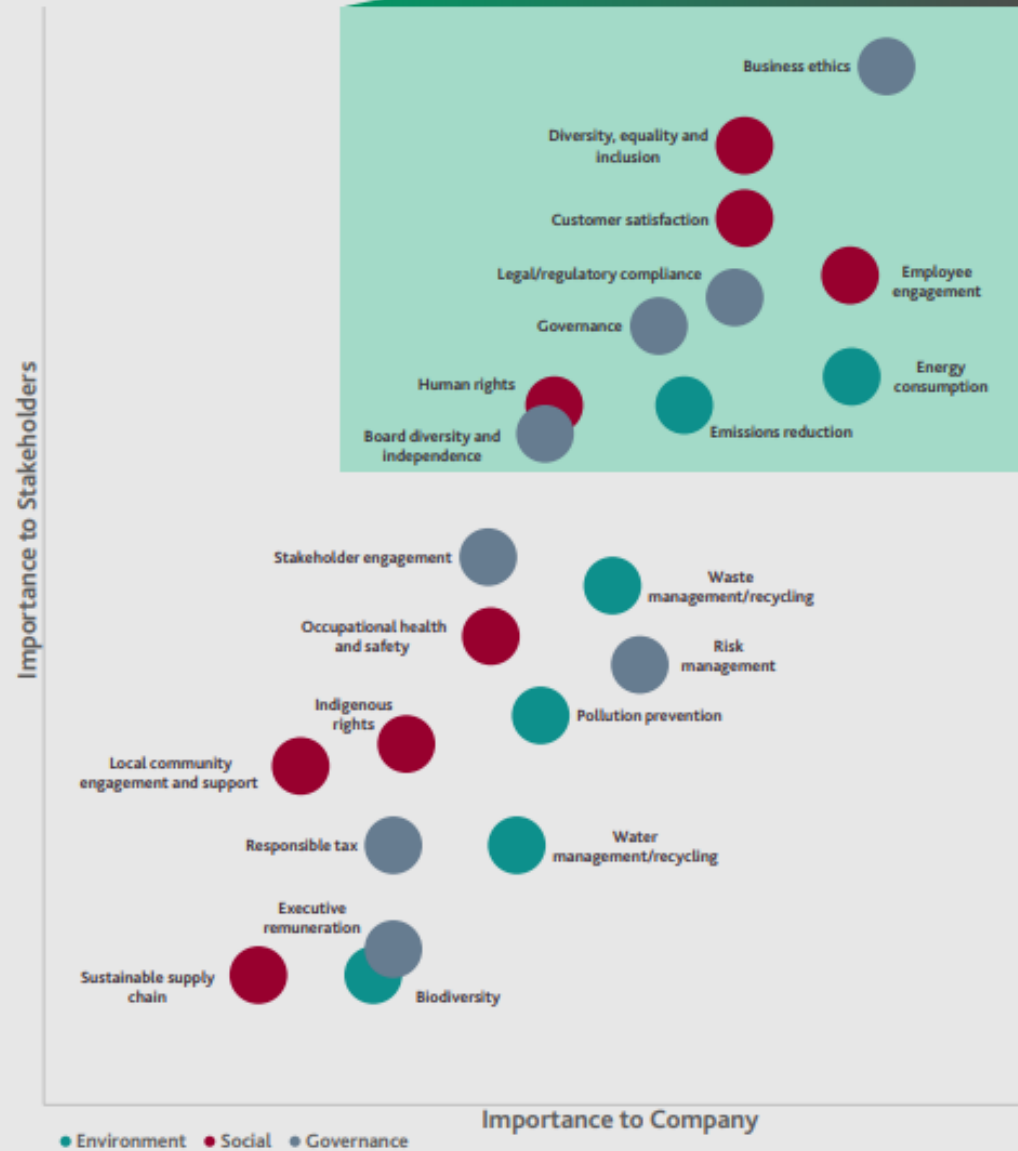 Business ethics
Diversity, equality and
inclusion
Customer satisfaction
Legal/regulatory compliance
Employee
engagement
Governance
Energy
consumption
Human rights
Emissions reduction
Board diversity and
independence
Importance to Stakeholders
Stakeholder engagement
Waste
management/recycling
Occupational health
and safety
Risk
management
Indigenous
rights
Pollution prevention
Local community
engagement and support
Responsible tax
Water
management/recycling
Executive
remuneration
Sustainable supply
chain
Biodiversity
Importance to Company
Environment Social Governance